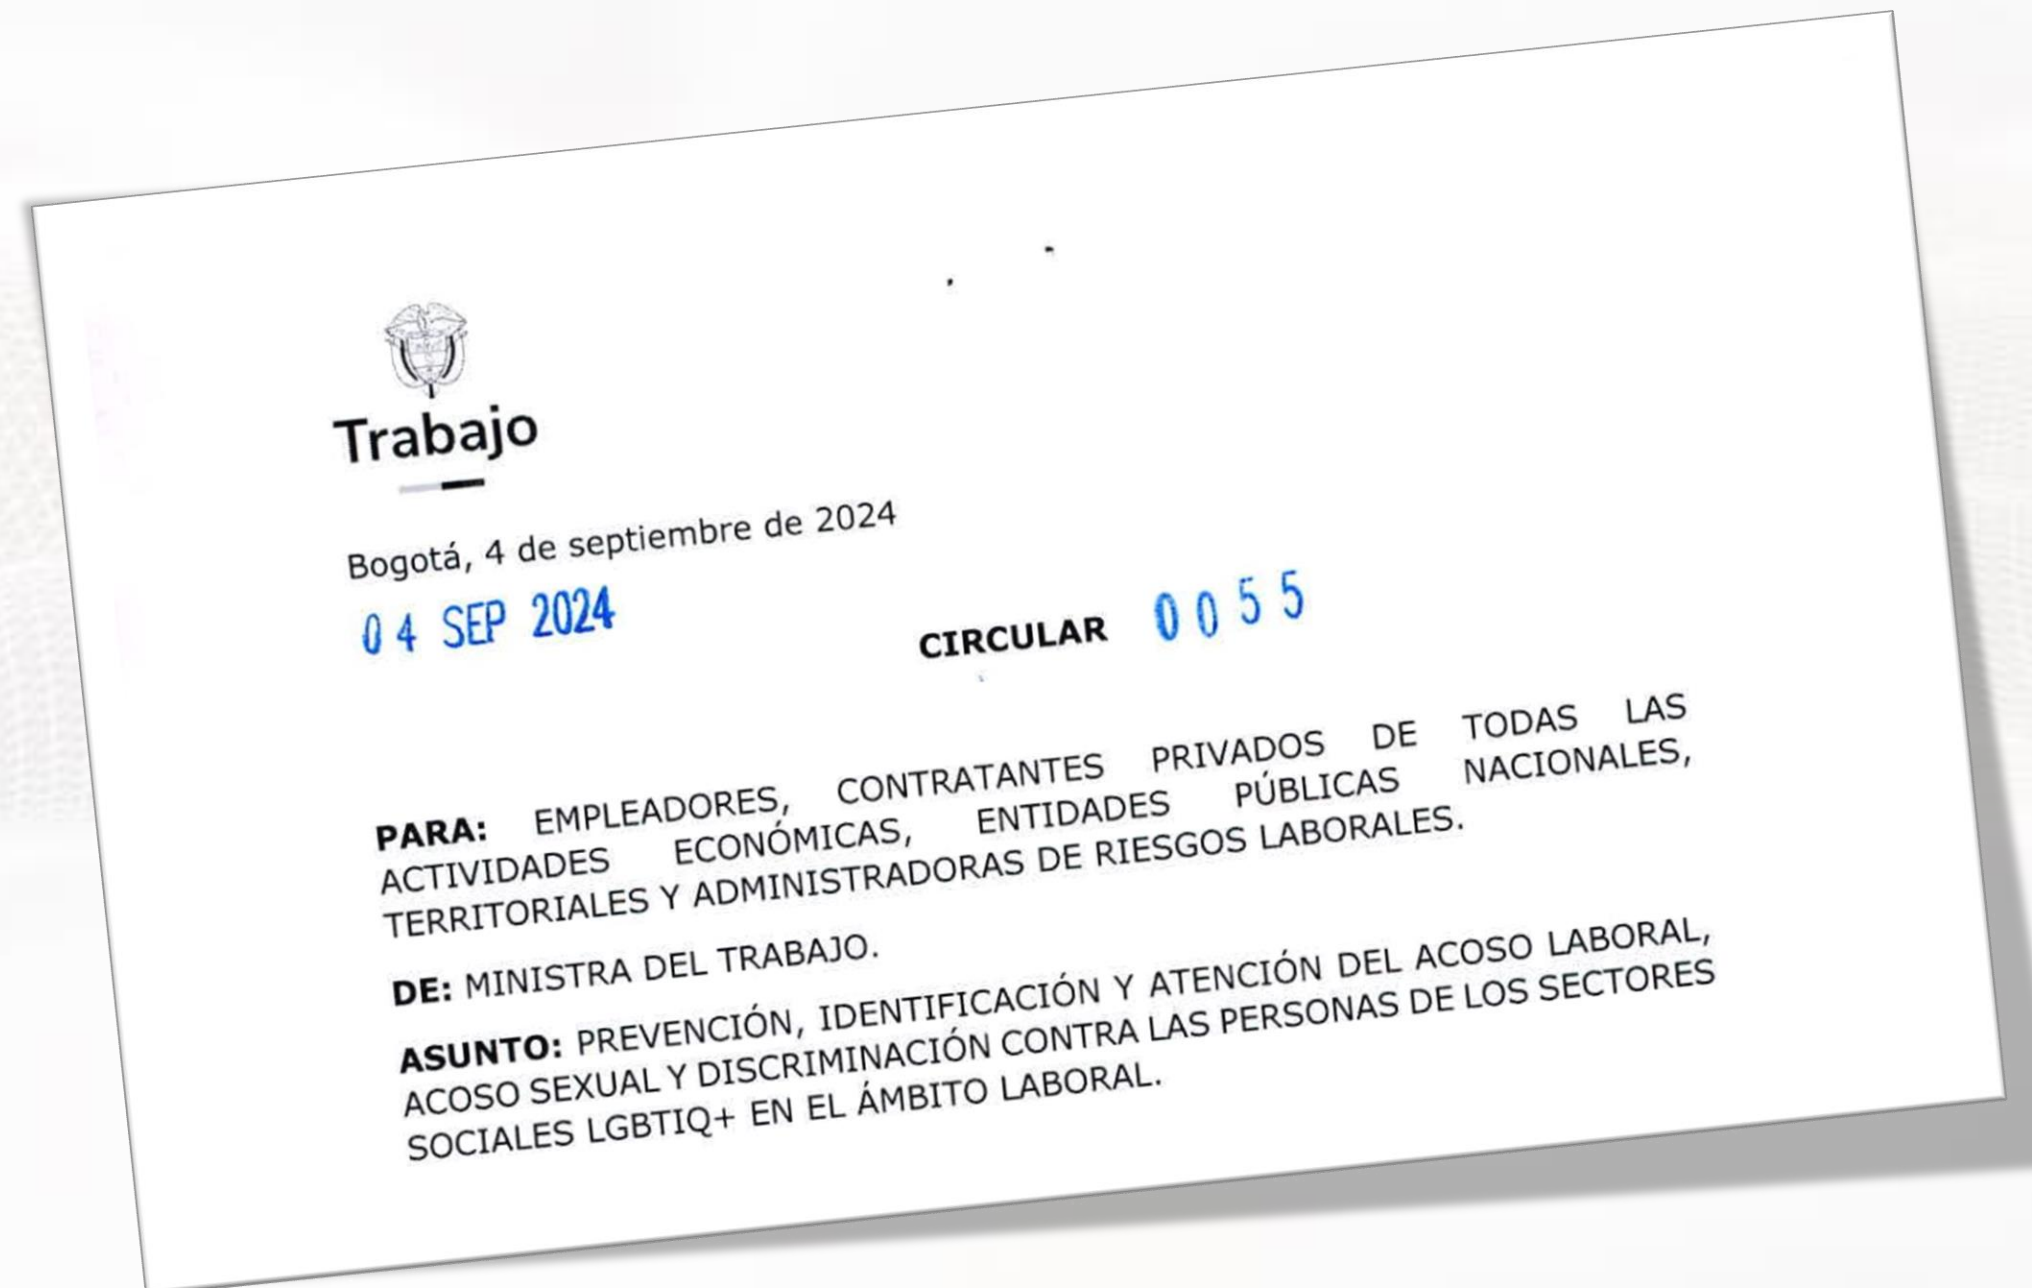 Trabajo
Bogotá, 4 de septiembre de 2024
04 SEP 2024
CIRCULAR 0055
PARA: EMPLEADORES, CONTRATANTES PRIVADOS DE TODAS LAS
ACTIVIDADES ECONÓMICAS, ENTIDADES PÚBLICAS NACIONALES,
TERRITORIALES Y ADMINISTRADORAS DE RIESGOS LABORALES.
DE: MINISTRA DEL TRABAJO.
ASUNTO: PREVENCIÓN, IDENTIFICACIÓN Y ATENCIÓN DEL ACOSO LABORAL,
ACOSO SEXUAL Y DISCRIMINACIÓN CONTRA LAS PERSONAS DE LOS SECTORES
SOCIALES LGBTIQ+ EN EL ÁMBITO LABORAL.